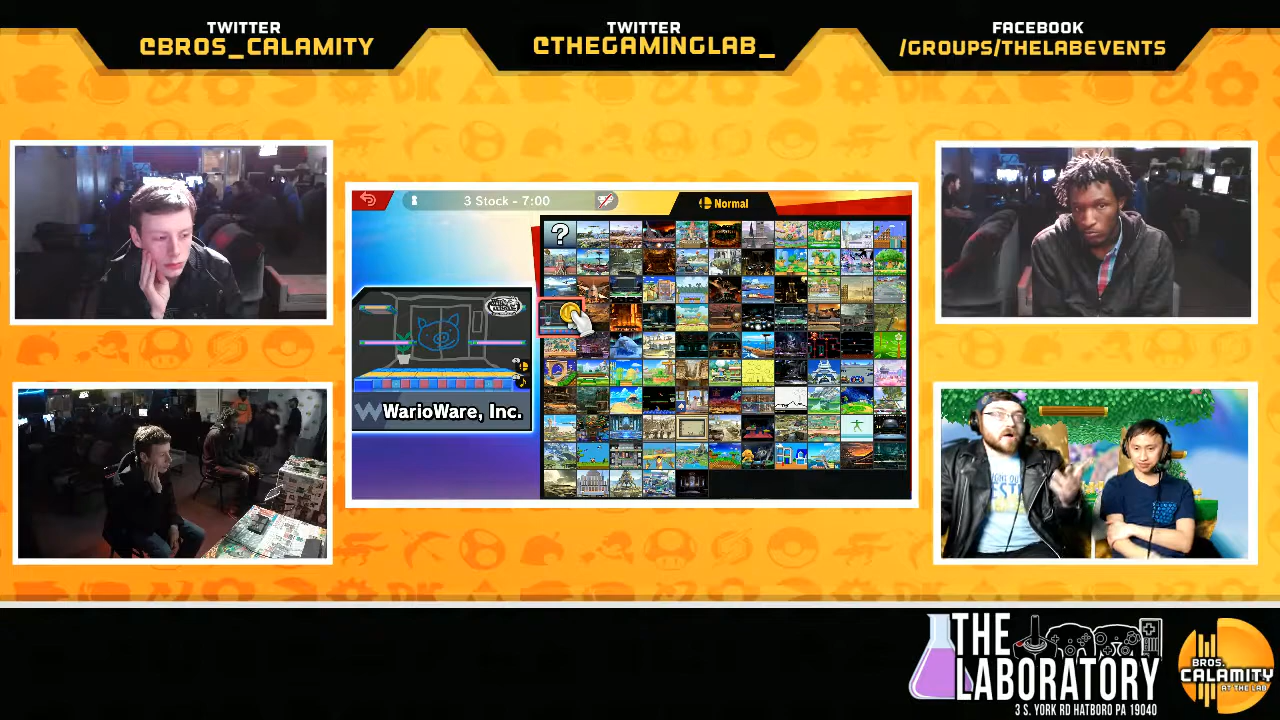 TWITTER
@BROS_CALAMITY
TWITTER
@THEGAMINGLAB_
FACEBOOK
/GROUPS/THELABEVENTS
3 Stock - 7:00
Normal
?
WarioWare, Inc.
THE
LABORATORY
3 S. YORK RD HATBORO PA 19040
BROS.
CALAMITY
AT THE LAB